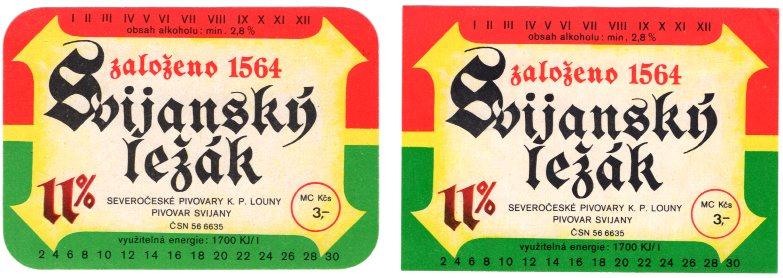 I II III IV V VI VII VIII IX X XI XII
obsah alkoholu: min. 2,8 %
založeno 1564
Svijanský
ležák
11%
SEVEROČESKÉ PIVOVARY K. P. LOUNY
PIVOVAR SVIJANY
ČSN 56 6635
MC Kčs
3,-
využitelná energie: 1700 KJ/l
2 4 6 8 10 12 14 16 18 20 22 24 26 28 30
I II III IV V VI VII VIII IX X XI XII
obsah alkoholu: min. 2,8 %
založeno 1564
Svijanský
ležák
11%
SEVEROČESKÉ PIVOVARY K. P. LOUNY
PIVOVAR SVIJANY
ČSN 56 6635
MC Kčs
3,-
využitelná energie: 1700 KJ/l
2 4 6 8 10 12 14 16 18 20 22 24 26 28 30